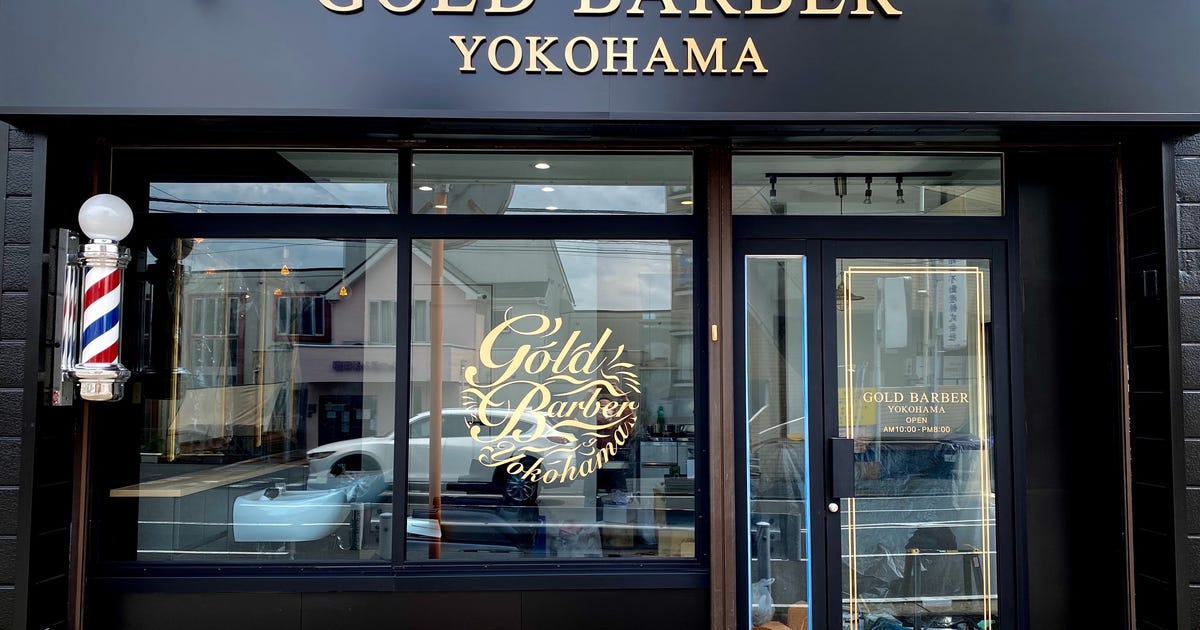 GOLD BARBER
YOKOHAMA
Gold
Barber
Yokohama
GOLD BARBER
YOKOHAMA
OPEN
AM10:00 - PM8:00